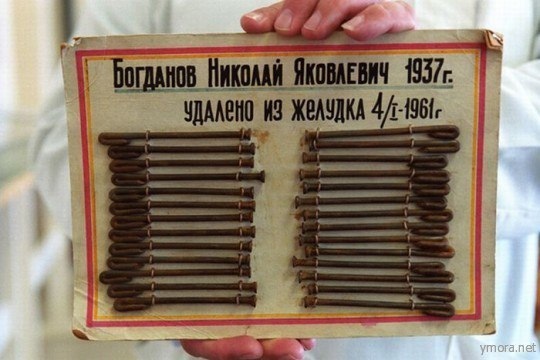 Богданов Николай Яковлевич 1937г.
удалено из желудка 4/I-1961г
ymora.net